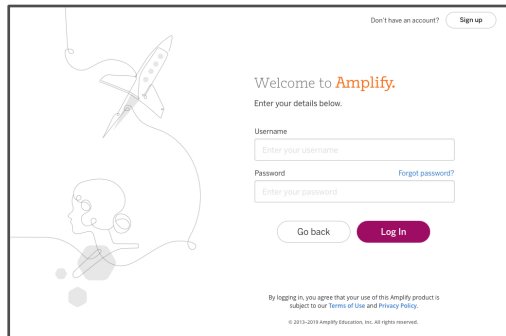 Don't have an account? Sign up
Welcome to Amplify.
Enter your details below.
Username
Enter your username
Password Forgot password?
Enter your password
Go back Log In
By logging in, you agree that your use of this Amplify product is
subject to our Terms of Use and Privacy Policy.
© 2013–2019 Amplify Education, Inc. All rights reserved.